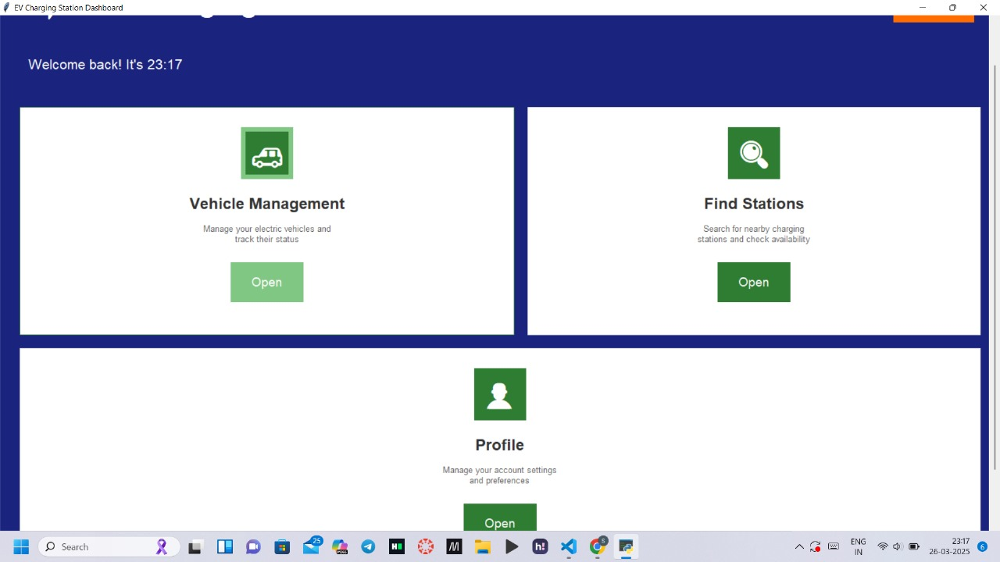 EV Charging Station Dashboard
Welcome back! It's 23:17
Vehicle Management
Manage your electric vehicles and
track their status
Open
Find Stations
Search for nearby charging
stations and check availability
Open
Profile
Manage your account settings
and preferences
Open
Search
25
H
M
h!
S
ENG
IN
23:17
26-03-2025
6